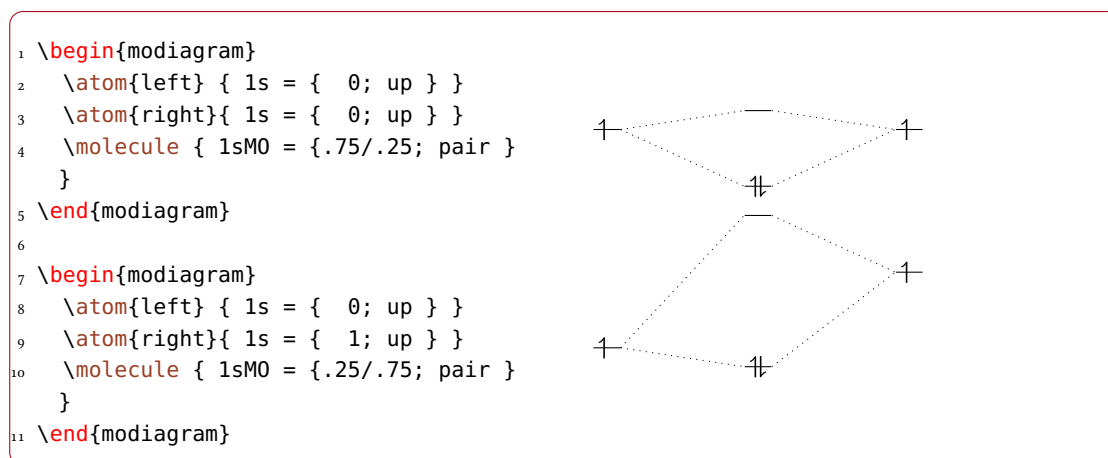 1 \begin{modiagram}
2 \atom{left} { 1s = {  0; up } }
3 \atom{right}{ 1s = {  0; up } }
4 \molecule { 1sMO = {.75/.25; pair }
}
5 \end{modiagram}
6
7 \begin{modiagram}
8 \atom{left} { 1s = {  0; up } }
9 \atom{right}{ 1s = {  1; up } }
10 \molecule { 1sMO = {.25/.75; pair }
}
11 \end{modiagram}